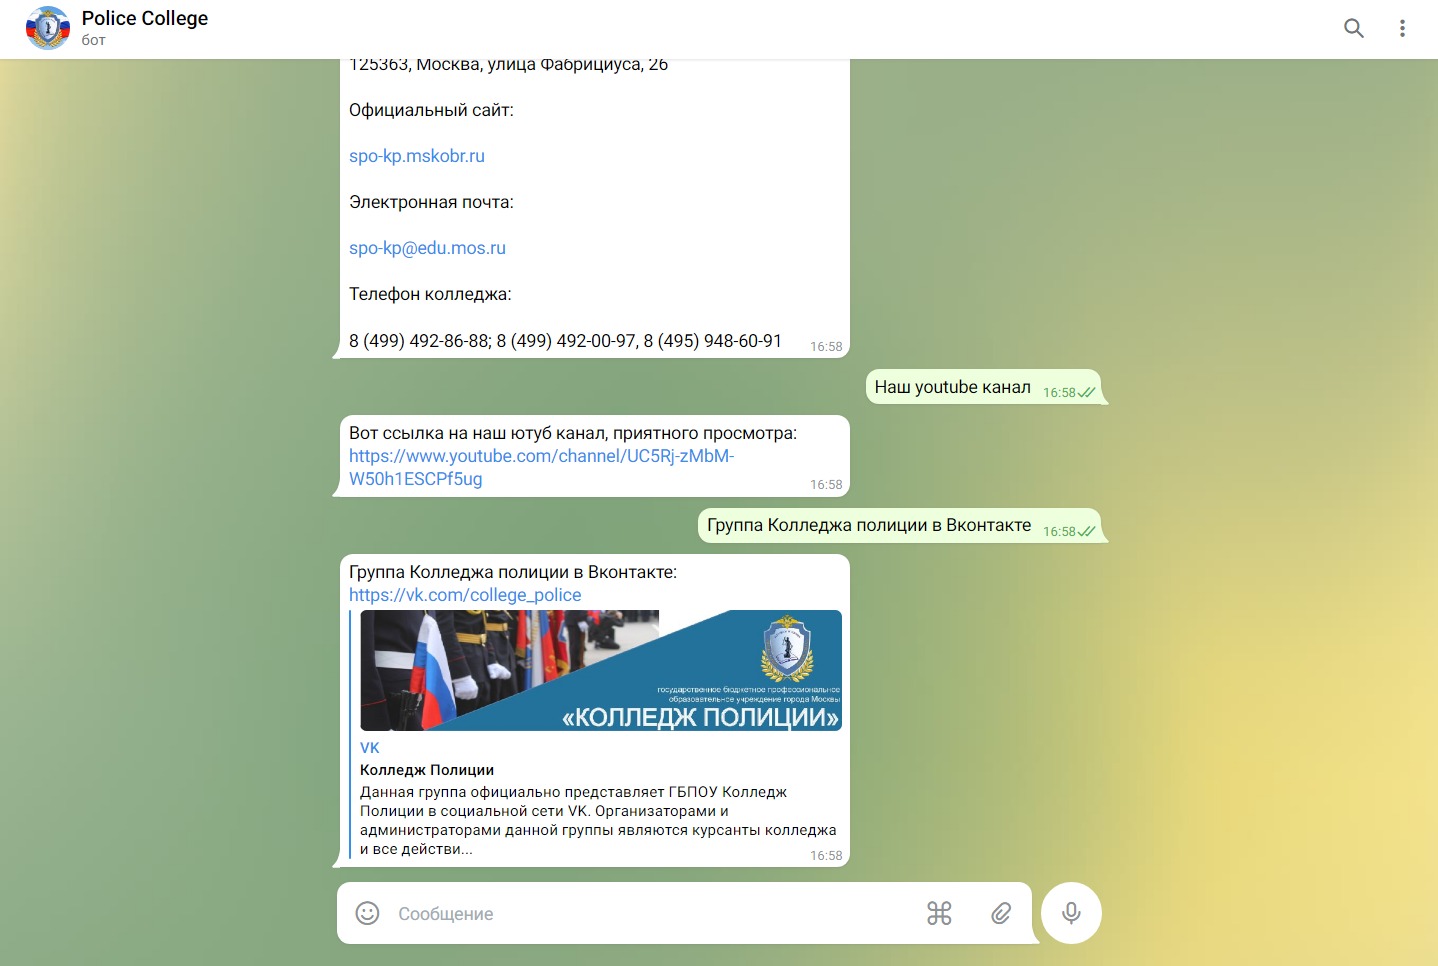 Police College
бот
125363, Москва, улица Фабрициуса, 26
Официальный сайт:
spo-kp.mskobr.ru
Электронная почта:
spo-kp@edu.mos.ru
Телефон колледжа:
8 (499) 492-86-88; 8 (499) 492-00-97, 8 (495) 948-60-91
16:58
Наш youtube канал
16:58
Вот ссылка на наш ютуб канал, приятного просмотра:
https://www.youtube.com/channel/UC5Rj-zMbM-
W50h1ESCPf5ug
16:58
Группа Колледжа полиции в Вконтакте
16:58
Группа Колледжа полиции в Вконтакте:
https://vk.com/college_police
государственное бюджетное профессиональное
образовательное учреждение города Москвы
«КОЛЛЕДЖ ПОЛИЦИИ»
VK
Колледж Полиции
Данная группа официально представляет ГБПОУ Колледж
Полиции в социальной сети VK. Организаторами и
администраторами данной группы являются курсанты колледжа
и все действи...
16:58
Сообщение